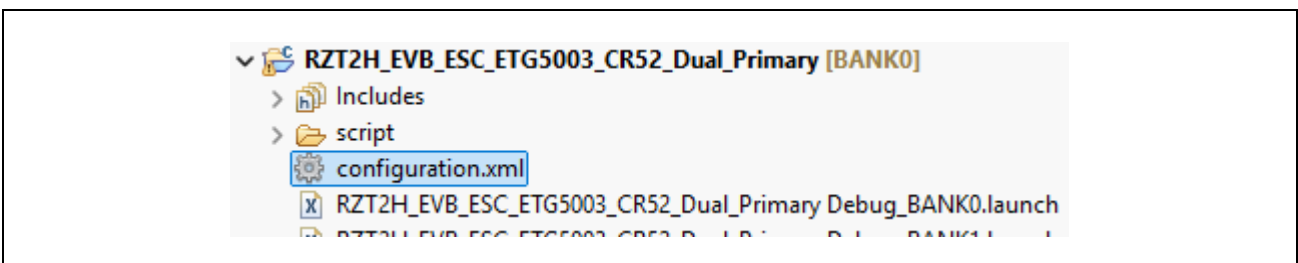 RZT2H_EVB_ESC_ETG5003_CR52_Dual_Primary [BANK0]
Includes
script
configuration.xml
RZT2H_EVB_ESC_ETG5003_CR52_Dual_Primary Debug_BANK0.launch